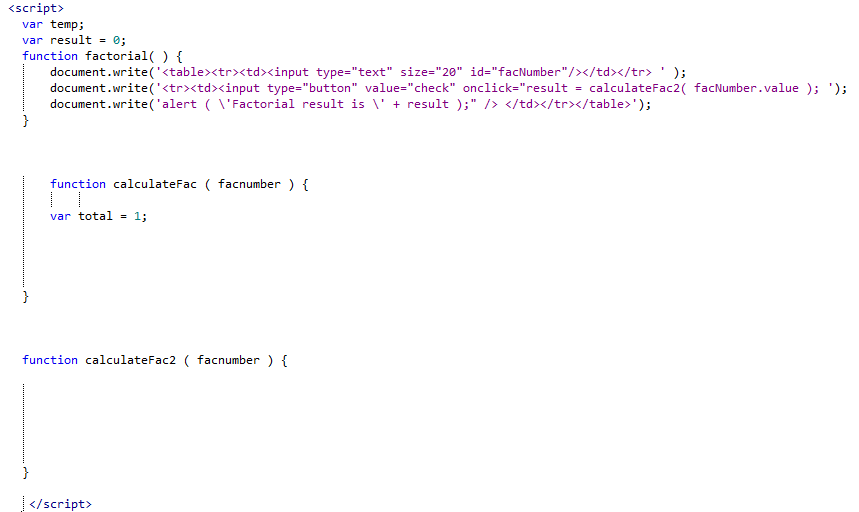 <script>
var temp;
var result = 0;
function factorial( ) {
document.write('<table><tr><td><input type="text" size="20" id="facNumber"/></td></tr> ' );
document.write('<tr><td><input type="button" value="check" onclick="result = calculateFac2( facNumber.value ); ');
document.write('alert ( \'Factorial result is \' + result );" /> </td></tr></table>');
}
function calculateFac ( facnumber ) {
var total = 1;
}
function calculateFac2 ( facnumber ) {
}
</script>